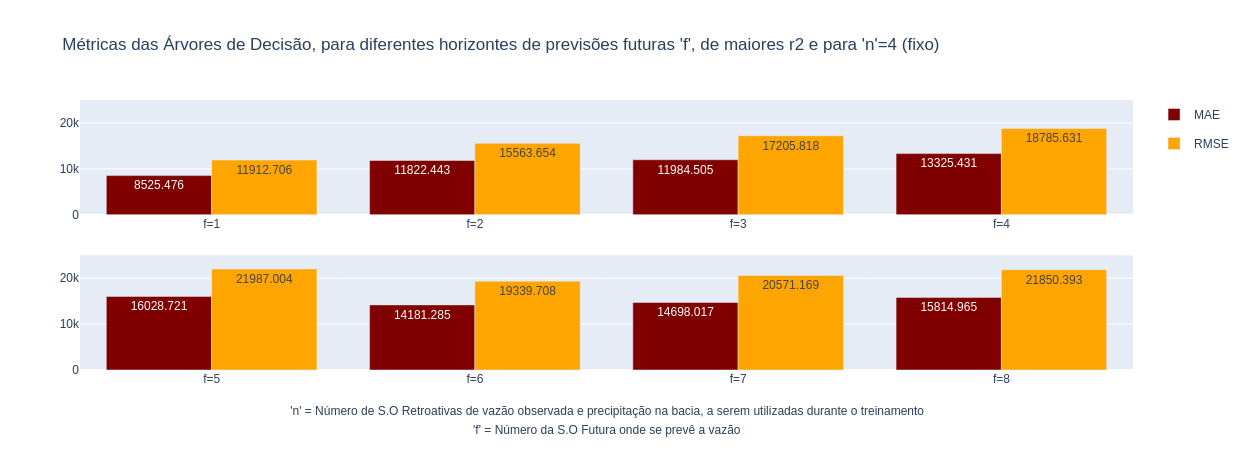 Métricas das Árvores de Decisão, para diferentes horizontes de previsões futuras 'f', de maiores r2 e para 'n'=4 (fixo)
MAE
RMSE
20k
10k
0
8525.476
11912.706
11822.443
15563.654
11984.505
17205.818
13325.431
18785.631
f=1
f=2
f=3
f=4
20k
10k
0
16028.721
21987.004
14181.285
19339.708
14698.017
20571.169
15814.965
21850.393
f=5
f=6
f=7
f=8
'n' = Número de S.O Retroativas de vazão observada e precipitação na bacia, a serem utilizadas durante o treinamento
'f' = Número da S.O Futura onde se prevê a vazão